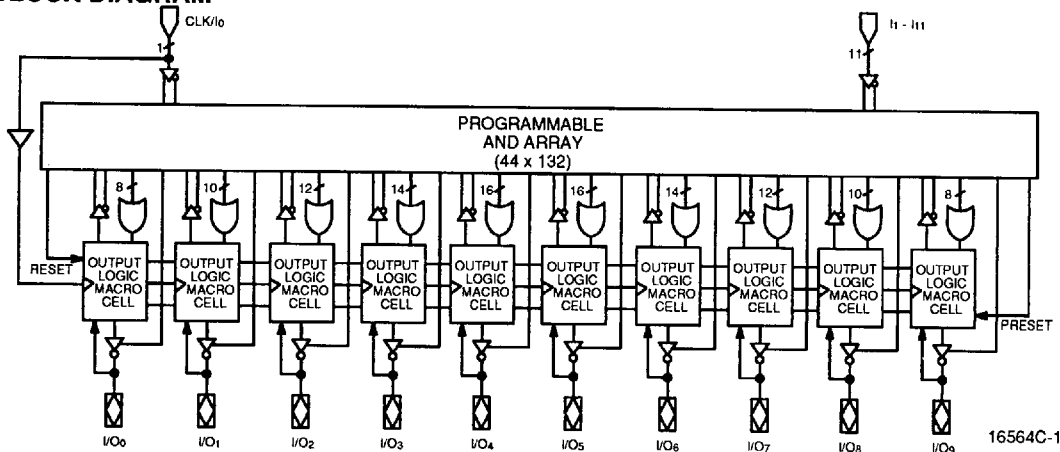 BLOCK DIAGRAM
CLK/I0
I1 - I11
1
11
PROGRAMMABLE
AND ARRAY
(44 x 132)
8 10 12 14 16 16 14 12 10 8
RESET
OUTPUT LOGIC MACRO CELL
OUTPUT LOGIC MACRO CELL
OUTPUT LOGIC MACRO CELL
OUTPUT LOGIC MACRO CELL
OUTPUT LOGIC MACRO CELL
OUTPUT LOGIC MACRO CELL
OUTPUT LOGIC MACRO CELL
OUTPUT LOGIC MACRO CELL
OUTPUT LOGIC MACRO CELL
OUTPUT LOGIC MACRO CELL
PRESET
I/O0 I/O1 I/O2 I/O3 I/O4 I/O5 I/O6 I/O7 I/O8 I/O9
16564C-1